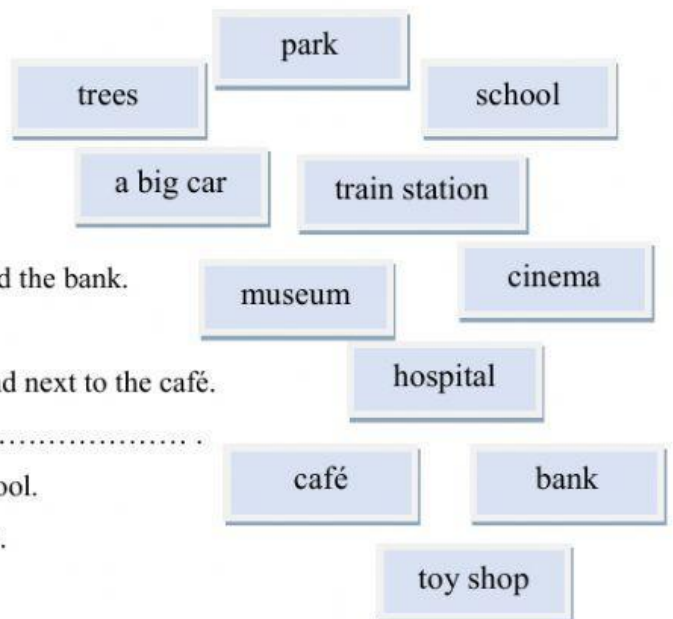 park
trees
school
a big car
train station
d the bank.
cinema
museum
d next to the café.
hospital
........................ .
ool.
café
bank
.
toy shop